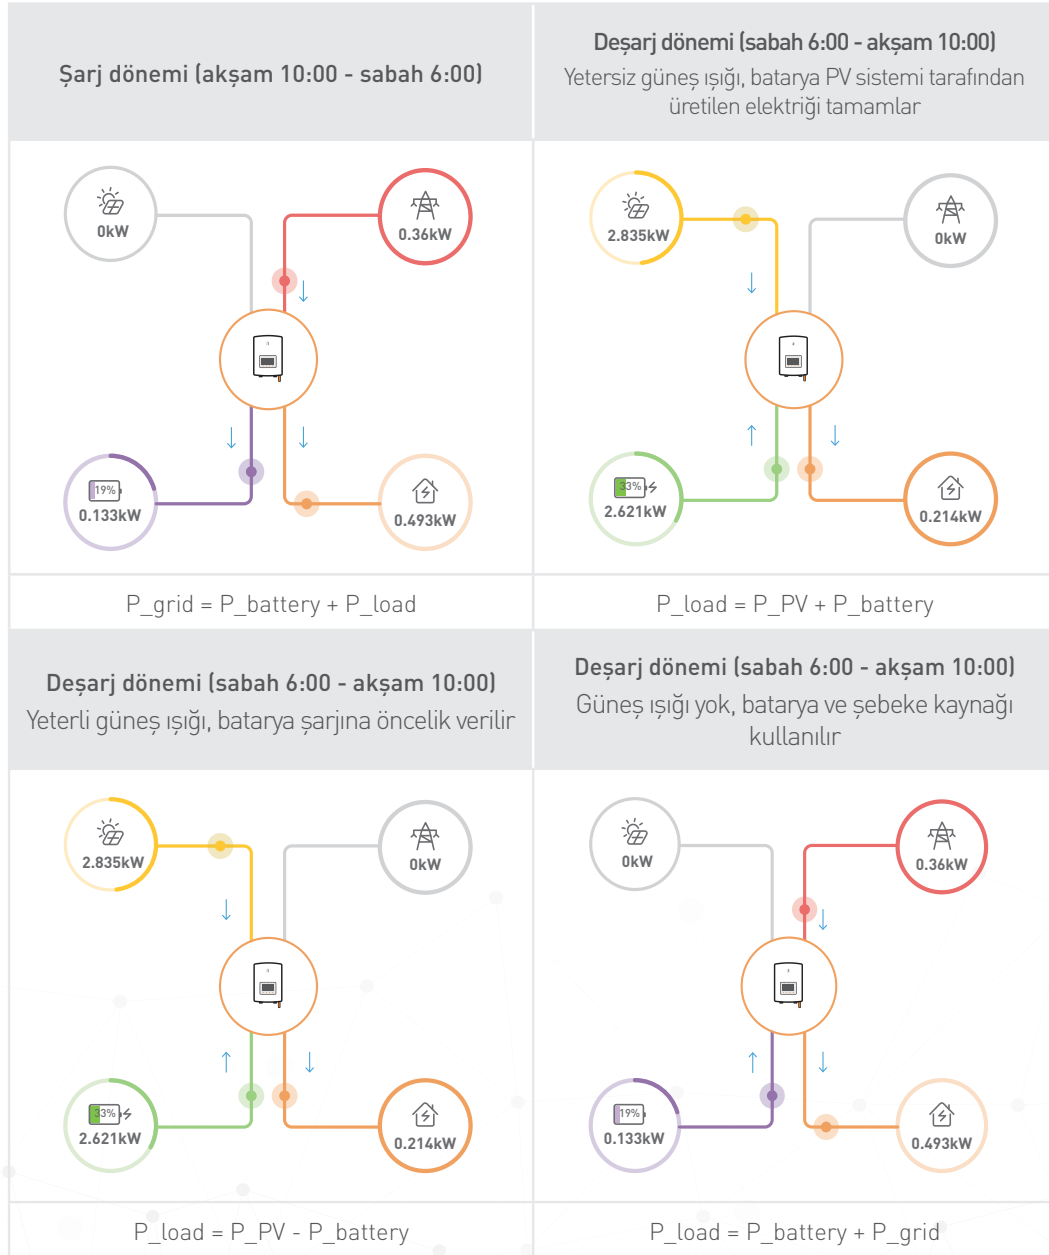 Şarj dönemi (akşam 10:00 - sabah 6:00)
Deşarj dönemi (sabah 6:00 - akşam 10:00)
Yetersiz güneş ışığı, batarya PV sistemi tarafından
üretilen elektriği tamamlar
0kW
0.36kW
19%
0.133kW
0.493kW
2.835kW
0kW
33%
2.621kW
0.214kW
P_grid = P_battery + P_load
P_load = P_PV + P_battery
Deşarj dönemi (sabah 6:00 - akşam 10:00)
Yeterli güneş ışığı, batarya şarjına öncelik verilir
Deşarj dönemi (sabah 6:00 - akşam 10:00)
Güneş ışığı yok, batarya ve şebeke kaynağı
kullanılır
2.835kW
0kW
33%
2.621kW
0.214kW
0kW
0.36kW
19%
0.133kW
0.493kW
P_load = P_PV - P_battery
P_load = P_battery + P_grid